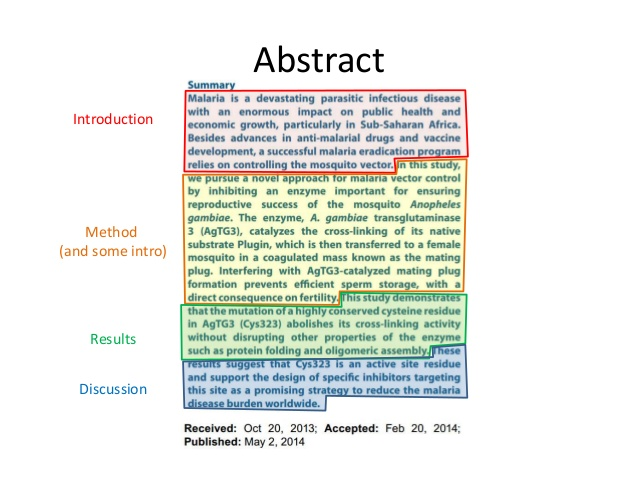 Abstract
Summary
Introduction
Malaria is a devastating parasitic infectious disease
with an enormous impact on public health and
economic growth, particularly in Sub-Saharan Africa.
Besides advances in anti-malarial drugs and vaccine
development, a successful malaria eradication program
relies on controlling the mosquito vector. In this study,
we pursue a novel approach for malaria vector control
by inhibiting an enzyme important for ensuring
reproductive success of the mosquito Anopheles
gambiae. The enzyme, A. gambiae transglutaminase
3 (AgTG3), catalyzes the cross-linking of its native
substrate Plugin, which is then transferred to a female
mosquito in a coagulated mass known as the mating
plug. Interfering with AgTG3-catalyzed mating plug
formation prevents efficient sperm storage, with a
direct consequence on fertility. This study demonstrates
that the mutation of a highly conserved cysteine residue
in AgTG3 (Cys323) abolishes its cross-linking activity
without disrupting other properties of the enzyme
such as protein folding and oligomeric assembly. These
results suggest that Cys323 is an active site residue
and support the design of specific inhibitors targeting
this site as a promising strategy to reduce the malaria
disease burden worldwide.
Method
(and some intro)
Results
Discussion
Received: Oct 20, 2013; Accepted: Feb 20, 2014;
Published: May 2, 2014